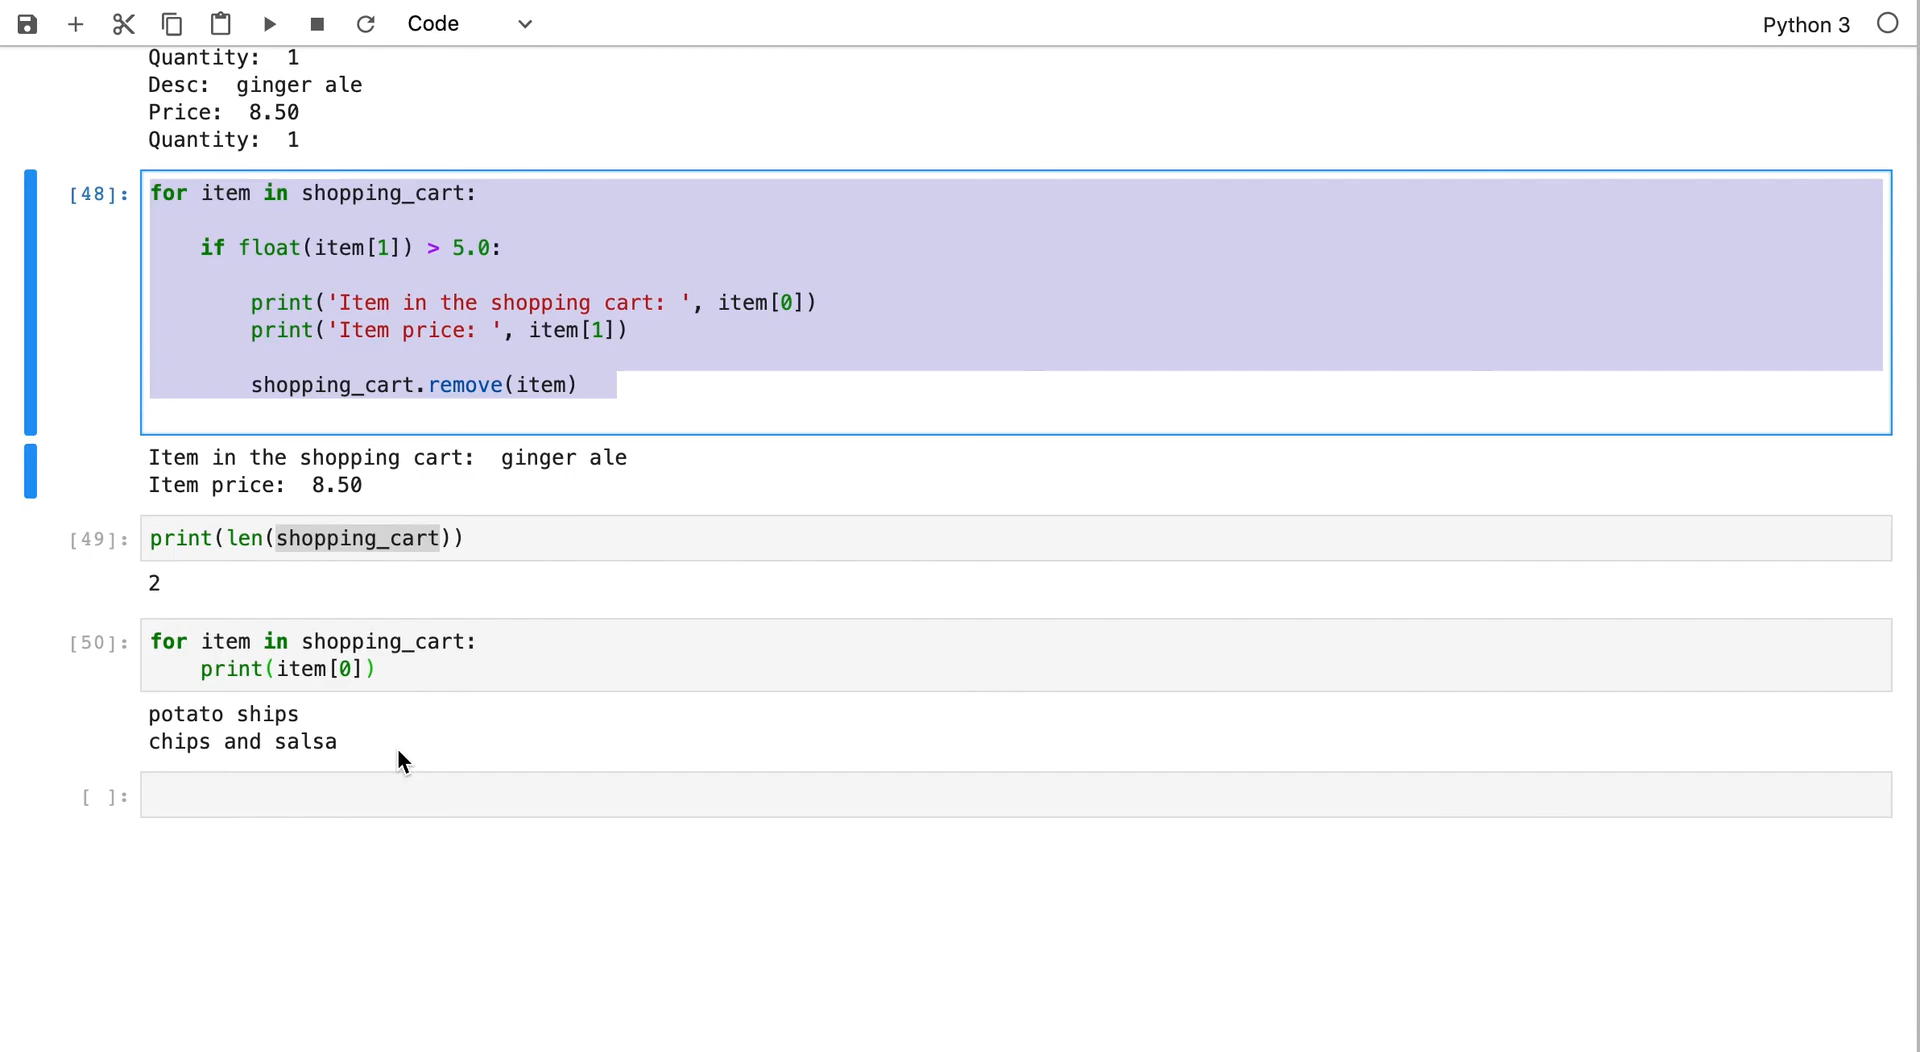 Code
Python 3
Quantity:  1
Desc:  ginger ale
Price:  8.50
Quantity:  1
[48]:
for item in shopping_cart:
    if float(item[1]) > 5.0:
        print('Item in the shopping cart: ', item[0])
        print('Item price: ', item[1])
        shopping_cart.remove(item)
Item in the shopping cart:  ginger ale
Item price:  8.50
[49]:
print(len(shopping_cart))
2
[50]:
for item in shopping_cart:
    print(item[0])
potato ships
chips and salsa
[ ]: